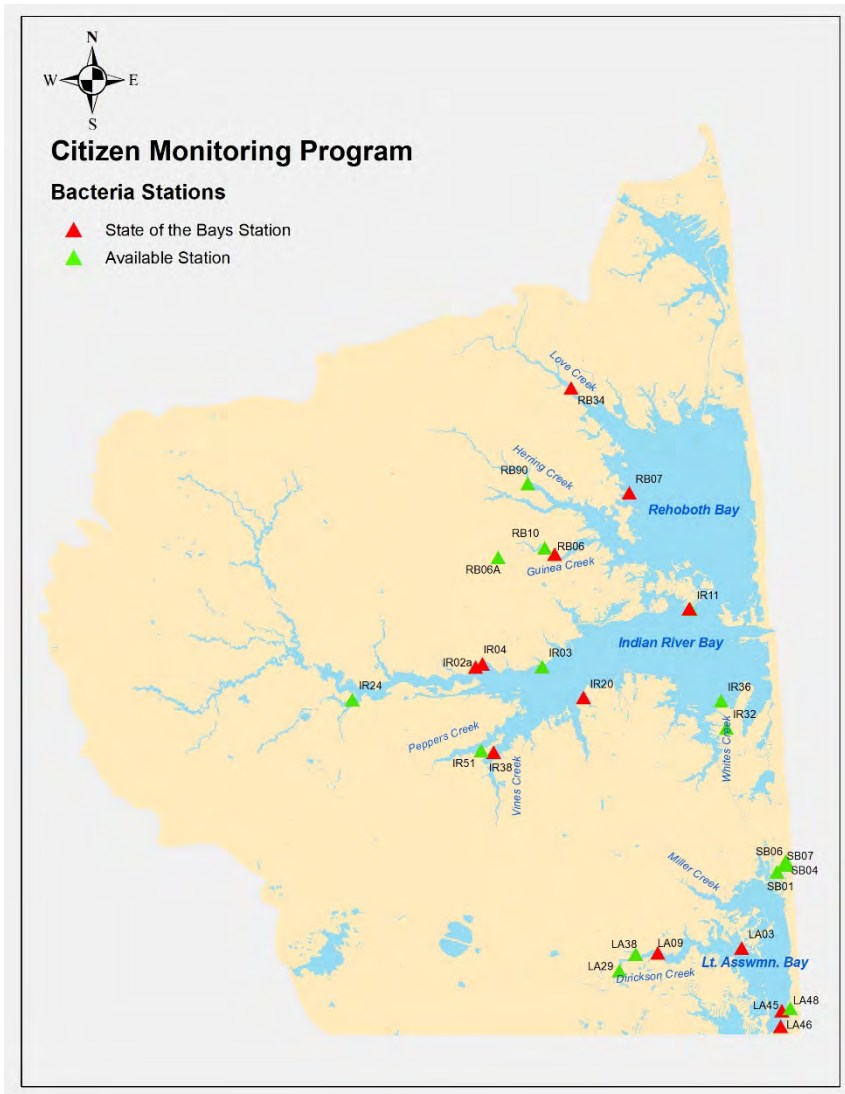 N
W E
S
Citizen Monitoring Program
Bacteria Stations
State of the Bays Station
Available Station
Love Creek
RB34
Herring Creek
RB90
RB07
Rehoboth Bay
RB10
RB06
RB06A
Guinea Creek
IR11
Indian River Bay
IR04
IR02a
IR03
IR24
IR20
IR36
IR32
Whites Creek
Peppers Creek
IR51
IR38
Vines Creek
SB06
SB07
SB04
SB01
Miller Creek
LA03
LA38
LA09
Lt. Asswmn. Bay
LA29
Dirickson Creek
LA45
LA48
LA46